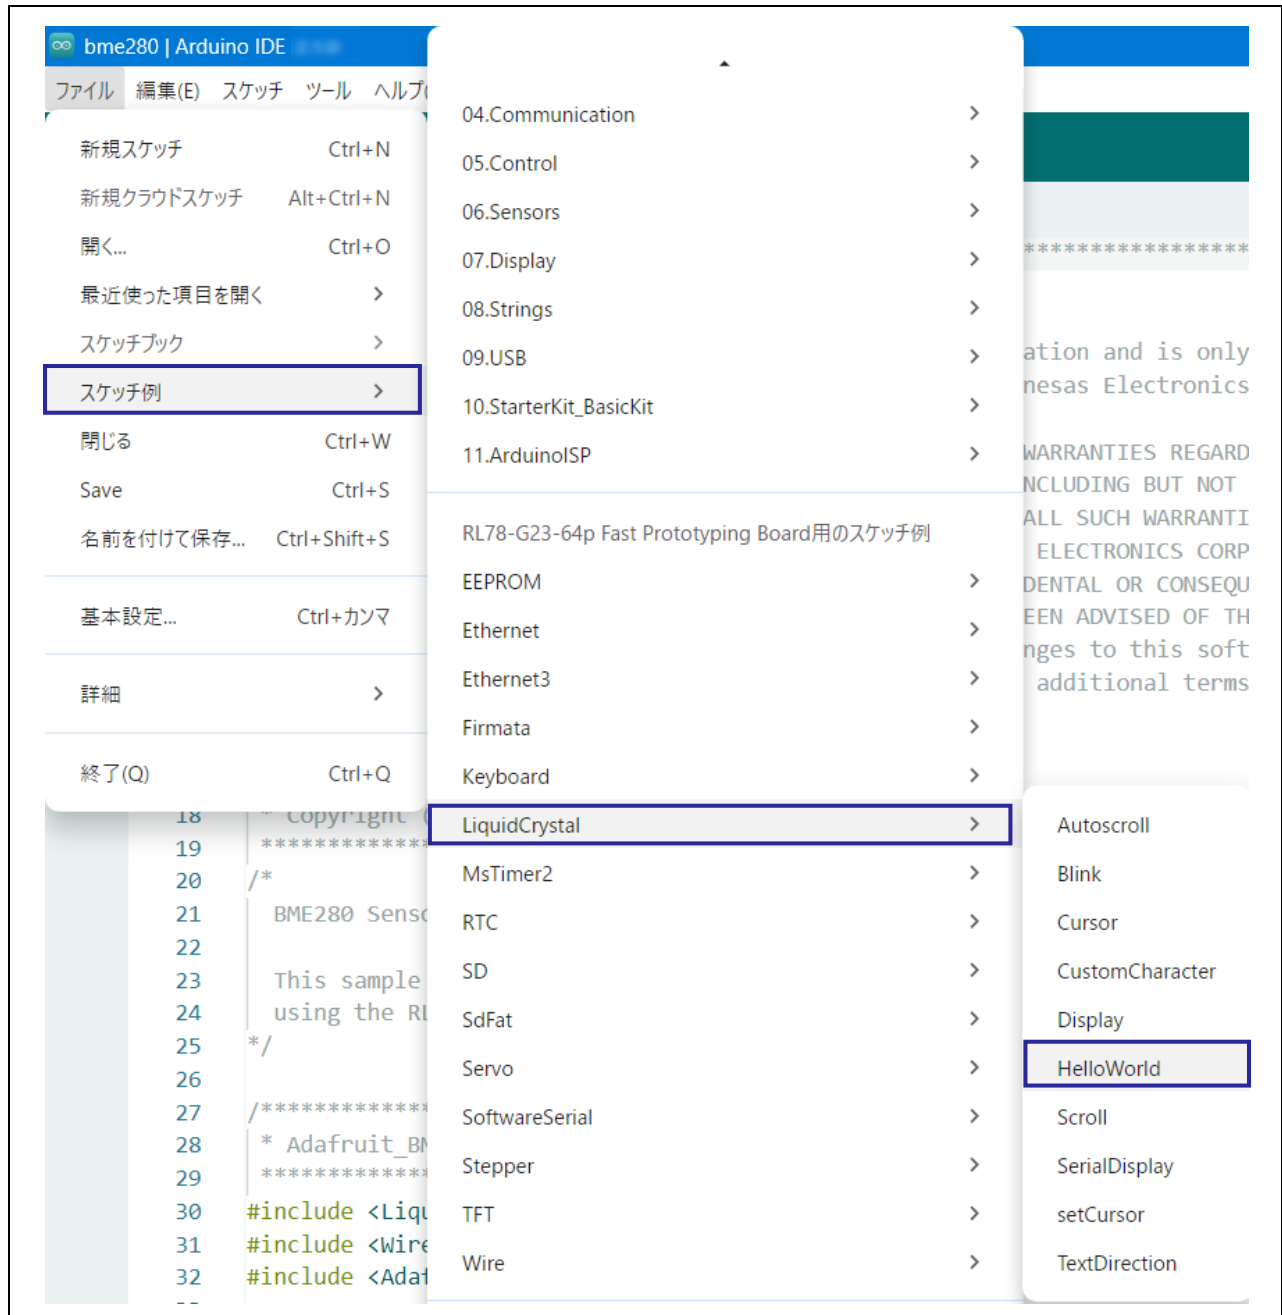 bme280 | Arduino IDE
ファイル 編集(E) スケッチ ツール ヘルプ(
新規スケッチ Ctrl+N
新規クラウドスケッチ Alt+Ctrl+N
開く... Ctrl+O
最近使った項目を開く
スケッチブック
スケッチ例
閉じる Ctrl+W
Save Ctrl+S
名前を付けて保存... Ctrl+Shift+S
基本設定... Ctrl+カンマ
詳細
終了(Q) Ctrl+Q
04.Communication
05.Control
06.Sensors
07.Display
08.Strings
09.USB
10.StarterKit_BasicKit
11.ArduinoISP
RL78-G23-64p Fast Prototyping Board用のスケッチ例
EEPROM
Ethernet
Ethernet3
Firmata
Keyboard
LiquidCrystal
MsTimer2
RTC
SD
SdFat
Servo
SoftwareSerial
Stepper
TFT
Wire
Autoscroll
Blink
Cursor
CustomCharacter
Display
HelloWorld
Scroll
SerialDisplay
setCursor
TextDirection
*****************
ation and is only
nesas Electronics
WARRANTIES REGARD
NCLUDING BUT NOT
ALL SUCH WARRANTI
ELECTRONICS CORP
DENTAL OR CONSEQU
EEN ADVISED OF TH
nges to this soft
additional terms
18 * Copyright (
19 *************
20 /*
21 BME280 Senso
22
23 This sample
24 using the RL
25 */
26
27 /*************
28 * Adafruit_BM
29 *************
30 #include <Liqu
31 #include <Wire
32 #include <Adaf